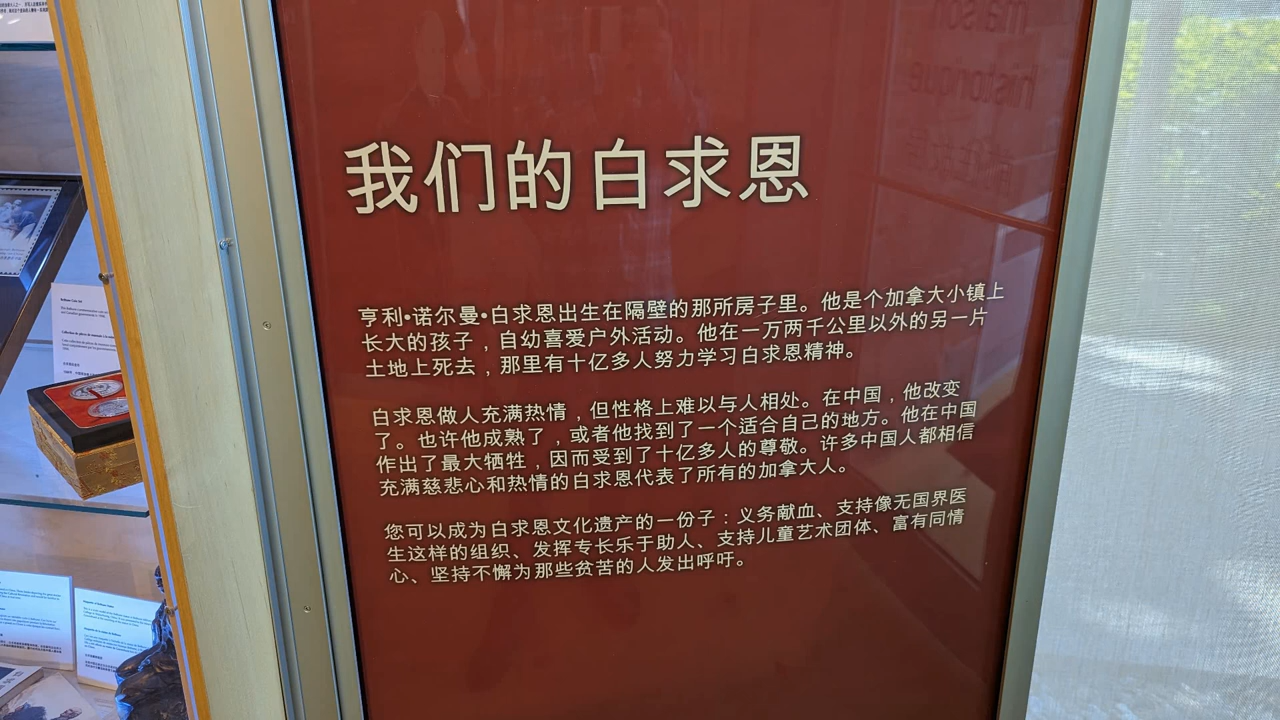 我们的白求恩
亨利•诺尔曼•白求恩出生在隔壁的那所房子里。他是个加拿大小镇上
长大的孩子，自幼喜爱户外活动。他在一万两千公里以外的另一片
土地上死去，那里有十亿多人努力学习白求恩精神。
白求恩做人充满热情，但性格上难以与人相处。在中国，他改变
了。也许他成熟了，或者他找到了一个适合自己的地方。他在中国
作出了最大牺牲，因而受到了十亿多人的尊敬。许多中国人都相信
充满慈悲心和热情的白求恩代表了所有的加拿大人。
您可以成为白求恩文化遗产的一份子：义务献血、支持像无国界医
生这样的组织、发挥专长乐于助人、支持儿童艺术团体、富有同情
心、坚持不懈为那些贫苦的人发出呼吁。